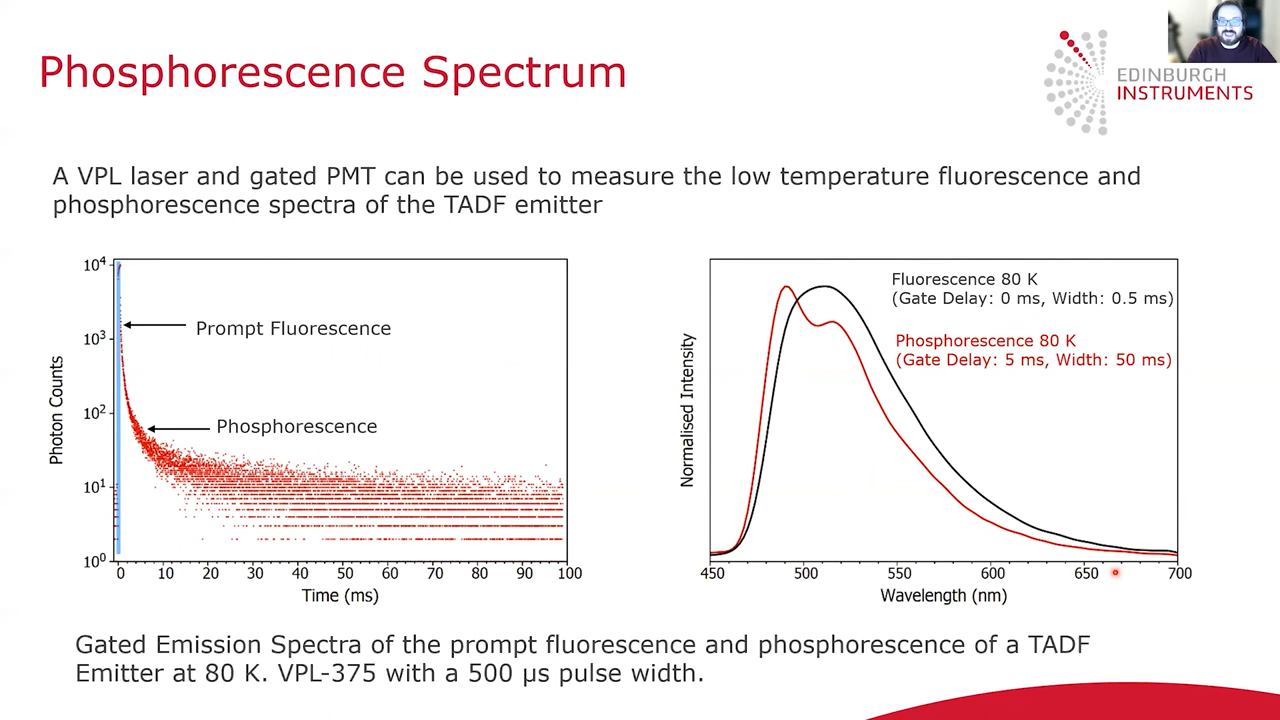 Phosphorescence Spectrum
EDINBURGH
INSTRUMENTS
A VPL laser and gated PMT can be used to measure the low temperature fluorescence and
phosphorescence spectra of the TADF emitter
Photon Counts
10⁴
10³
10²
10¹
10⁰
Prompt Fluorescence
Phosphorescence
0 10 20 30 40 50 60 70 80 90 100
Time (ms)
Normalised Intensity
Fluorescence 80 K
(Gate Delay: 0 ms, Width: 0.5 ms)
Phosphorescence 80 K
(Gate Delay: 5 ms, Width: 50 ms)
450 500 550 600 650 700
Wavelength (nm)
Gated Emission Spectra of the prompt fluorescence and phosphorescence of a TADF
Emitter at 80 K. VPL-375 with a 500 µs pulse width.